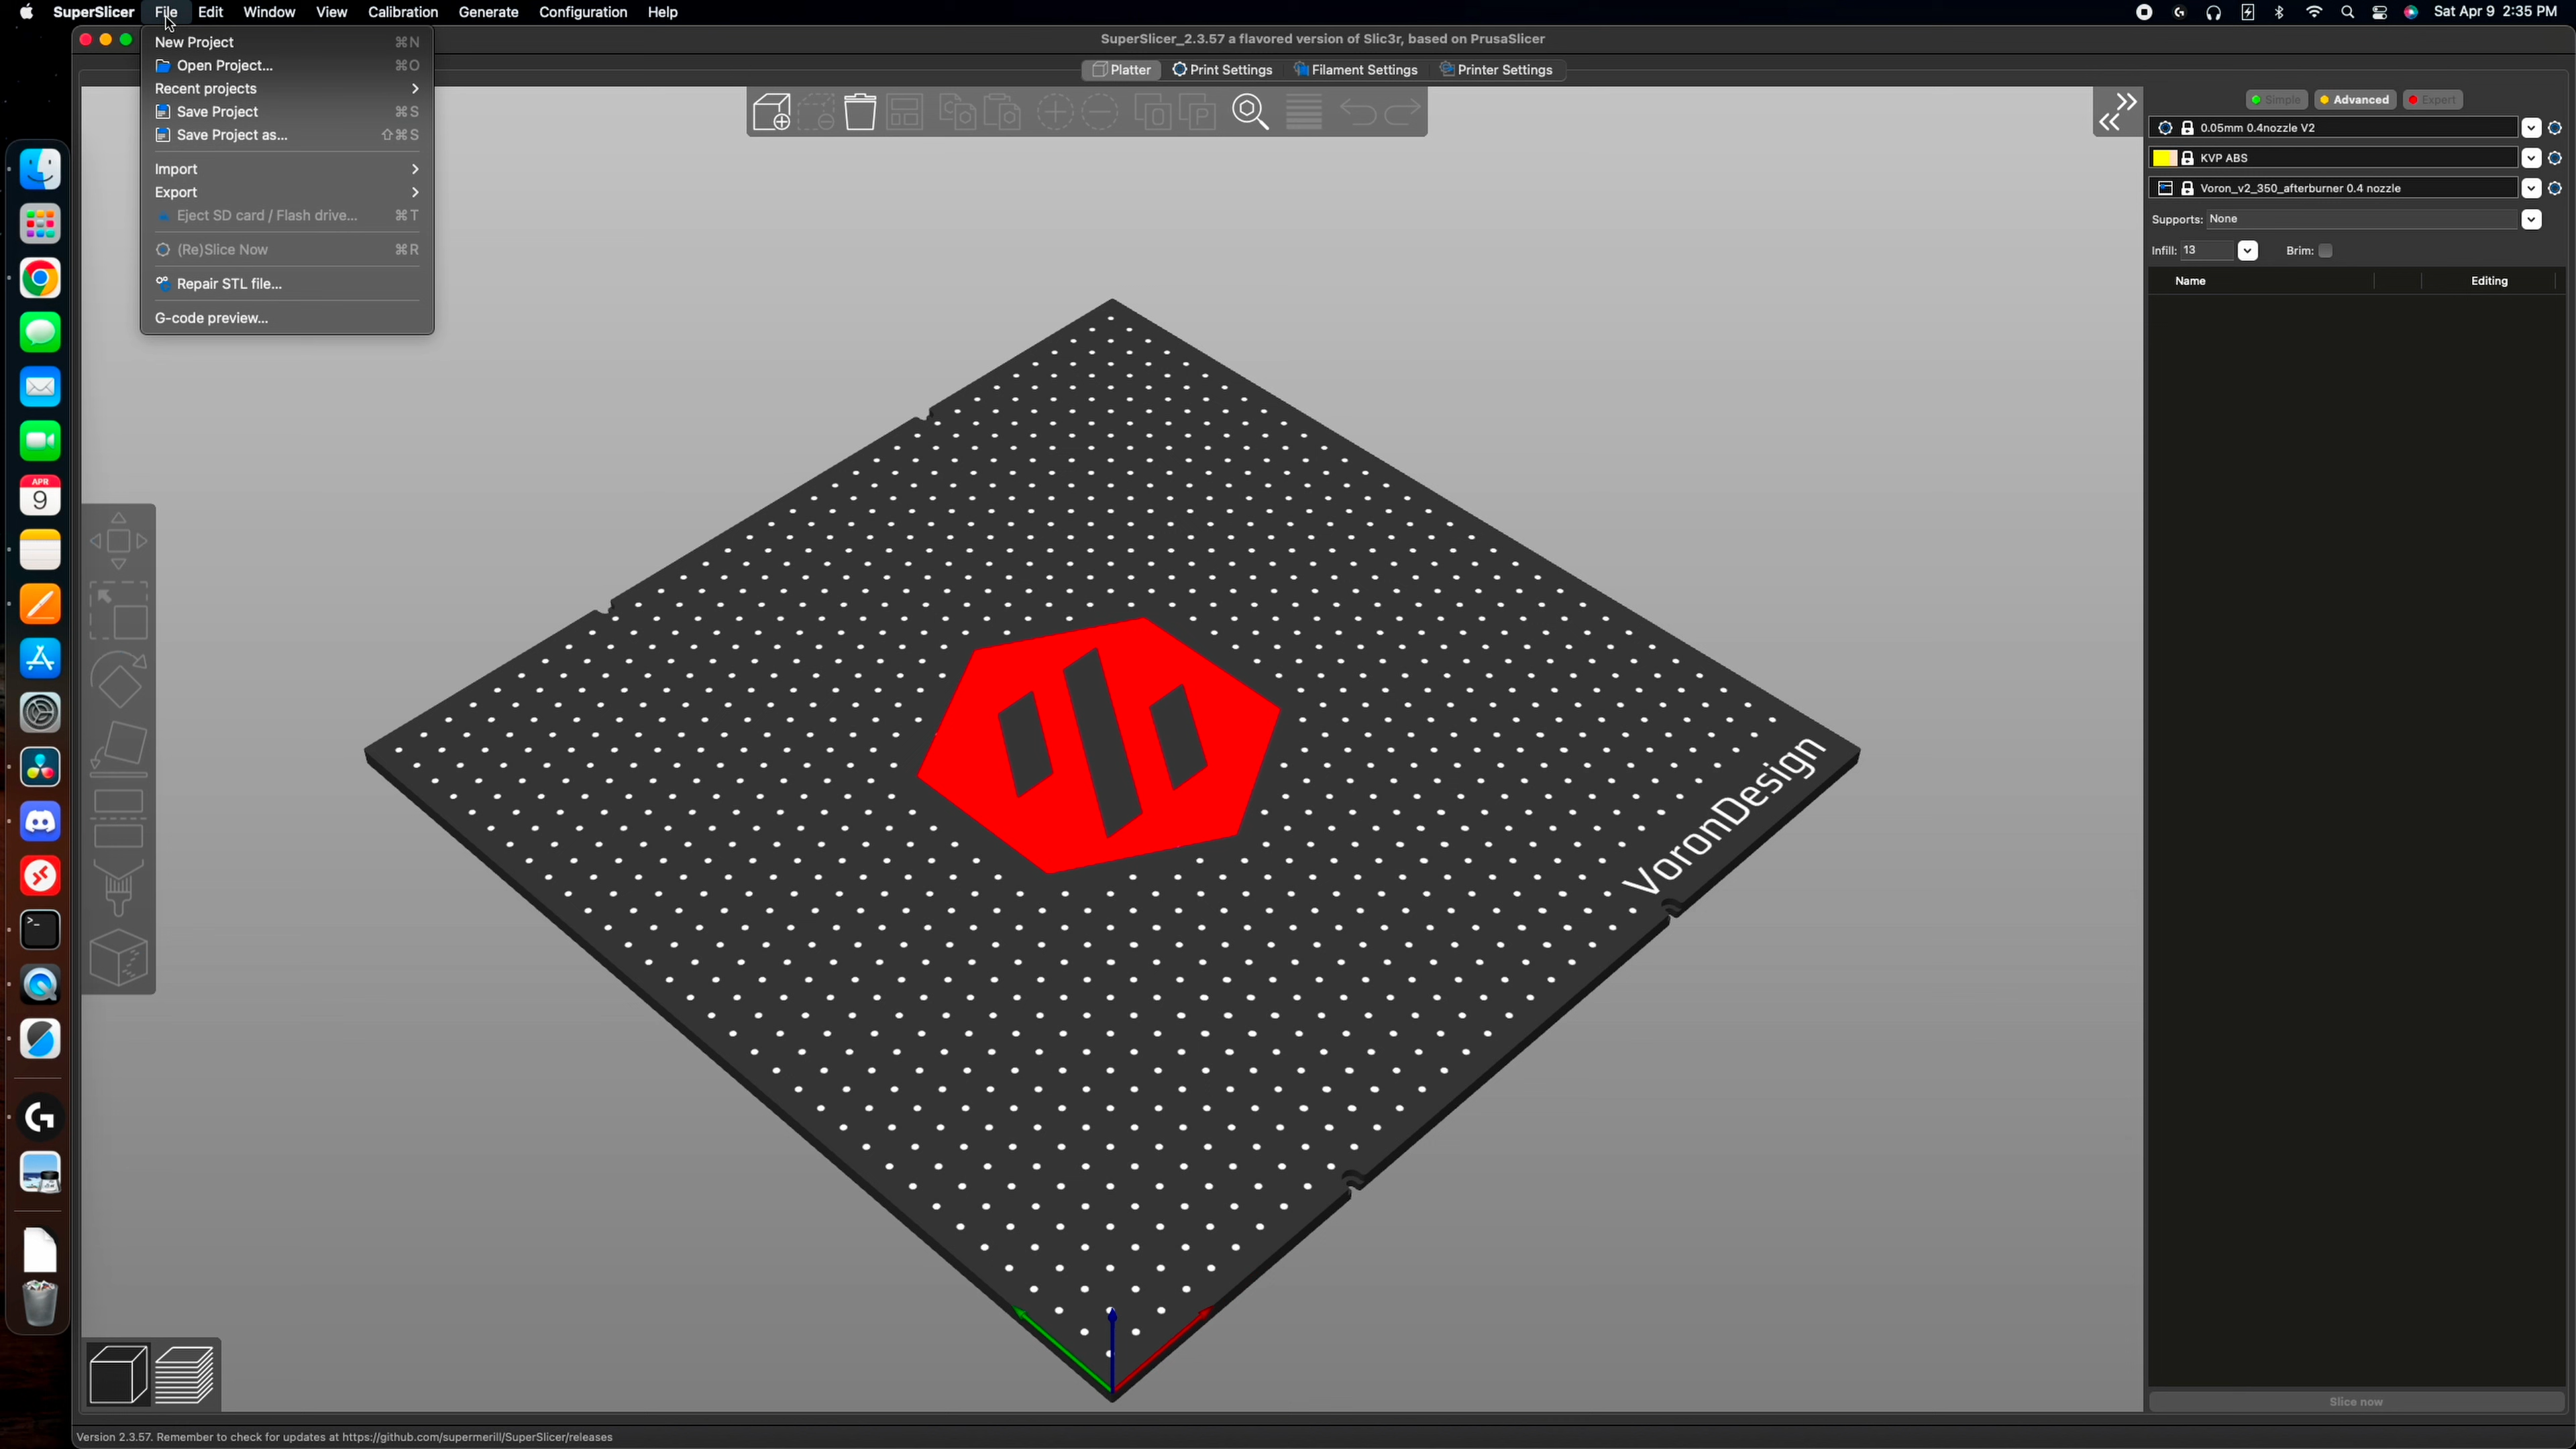 SuperSlicer File Edit Window View Calibration Generate Configuration Help
Sat Apr 9 2:35 PM
SuperSlicer_2.3.57 a flavored version of Slic3r, based on PrusaSlicer
New Project ⌘N
Open Project... ⌘O
Recent projects
Save Project ⌘S
Save Project as... ⇧⌘S
Import
Export
Eject SD card / Flash drive... ⌘T
(Re)Slice Now ⌘R
Repair STL file...
G-code preview...
Platter Print Settings Filament Settings Printer Settings
Simple Advanced Expert
0.05mm 0.4nozzle V2
KVP ABS
Voron_v2_350_afterburner 0.4 nozzle
Supports: None
Infill: 13 Brim:
Name Editing
APR
9
VoronDesign
Slice now
Version 2.3.57. Remember to check for updates at https://github.com/supermerill/SuperSlicer/releases